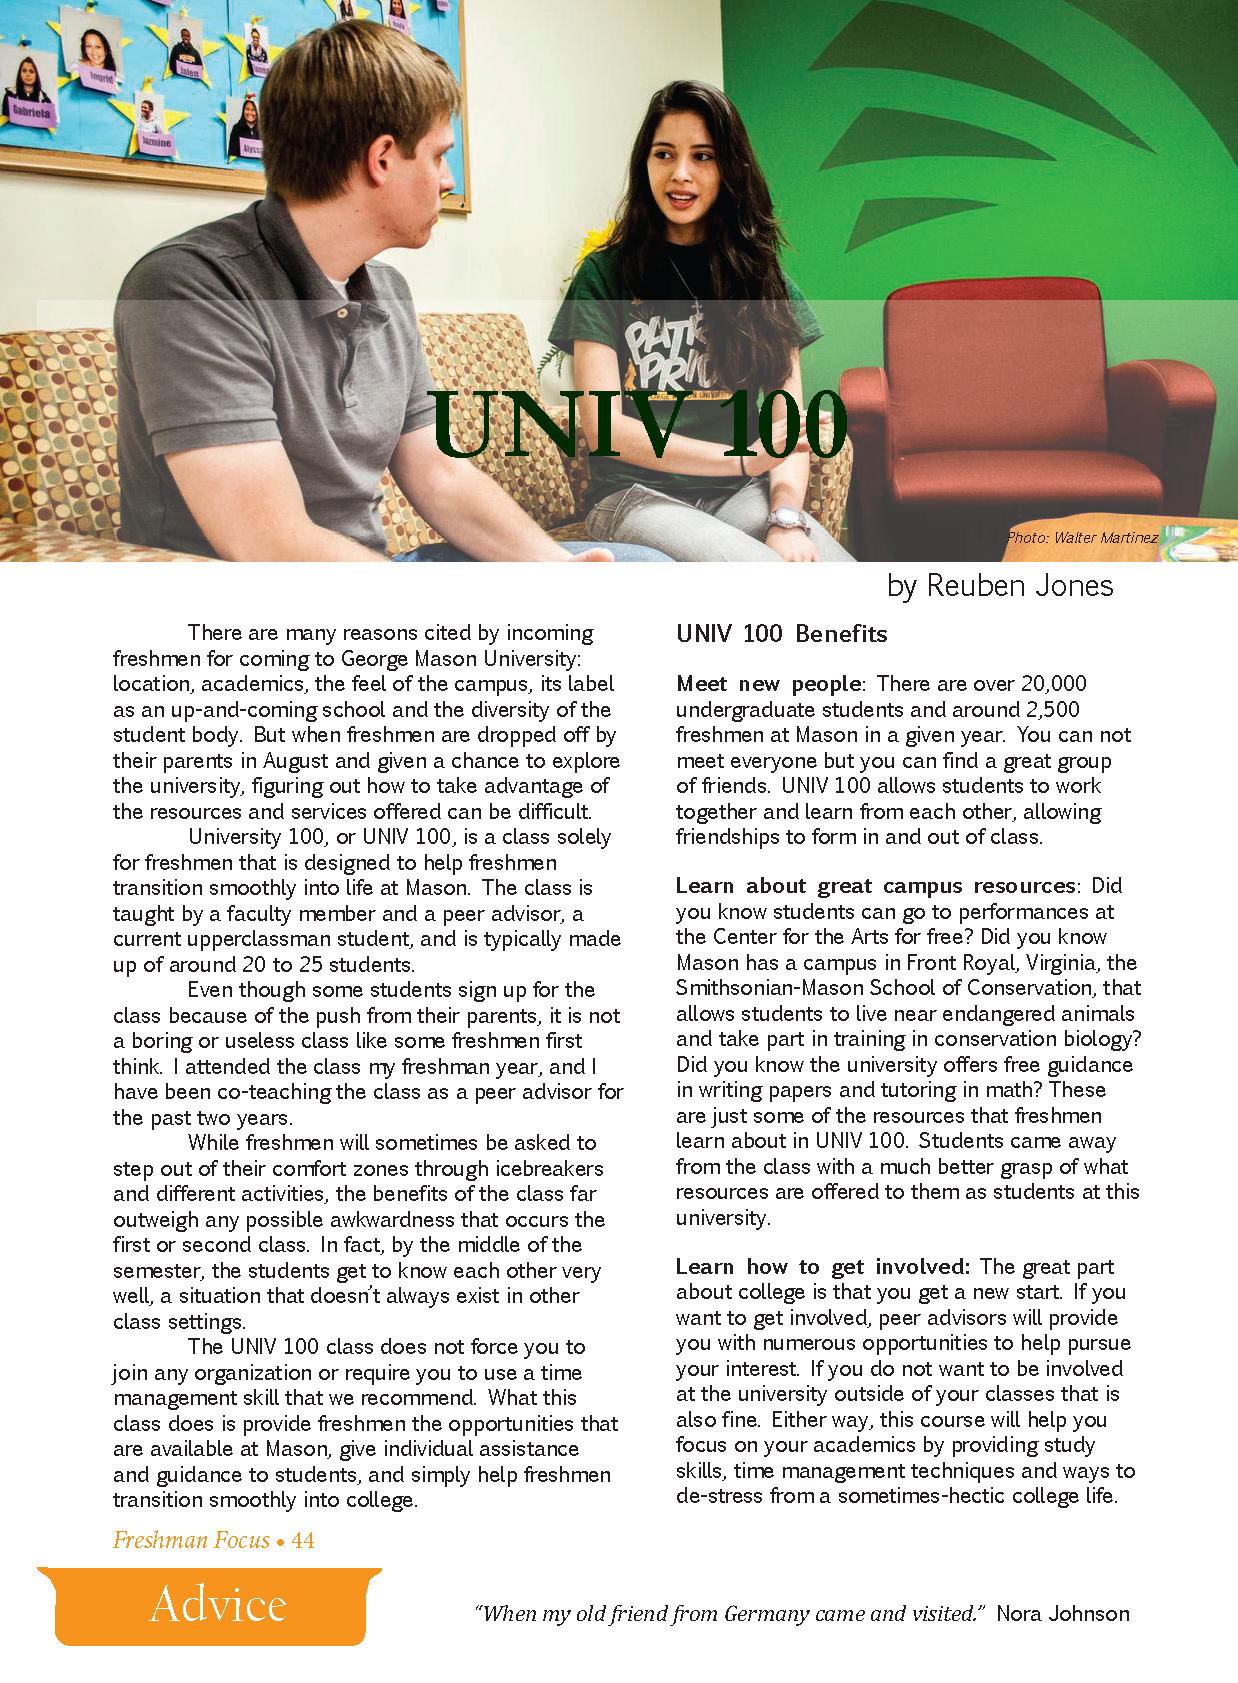 Ingrid
Jalen
Gabriela
Jazmine
UNIV 100
Photo: Walter Martinez
by Reuben Jones
There are many reasons cited by incoming
freshmen for coming to George Mason University:
location, academics, the feel of the campus, its label
as an up-and-coming school and the diversity of the
student body. But when freshmen are dropped off by
their parents in August and given a chance to explore
the university, figuring out how to take advantage of
the resources and services offered can be difficult.
University 100, or UNIV 100, is a class solely
for freshmen that is designed to help freshmen
transition smoothly into life at Mason. The class is
taught by a faculty member and a peer advisor, a
current upperclassman student, and is typically made
up of around 20 to 25 students.
Even though some students sign up for the
class because of the push from their parents, it is not
a boring or useless class like some freshmen first
think. I attended the class my freshman year, and I
have been co-teaching the class as a peer advisor for
the past two years.
While freshmen will sometimes be asked to
step out of their comfort zones through icebreakers
and different activities, the benefits of the class far
outweigh any possible awkwardness that occurs the
first or second class. In fact, by the middle of the
semester, the students get to know each other very
well, a situation that doesn’t always exist in other
class settings.
The UNIV 100 class does not force you to
join any organization or require you to use a time
management skill that we recommend. What this
class does is provide freshmen the opportunities that
are available at Mason, give individual assistance
and guidance to students, and simply help freshmen
transition smoothly into college.
UNIV 100 Benefits
Meet new people: There are over 20,000
undergraduate students and around 2,500
freshmen at Mason in a given year. You can not
meet everyone but you can find a great group
of friends. UNIV 100 allows students to work
together and learn from each other, allowing
friendships to form in and out of class.
Learn about great campus resources: Did
you know students can go to performances at
the Center for the Arts for free? Did you know
Mason has a campus in Front Royal, Virginia, the
Smithsonian-Mason School of Conservation, that
allows students to live near endangered animals
and take part in training in conservation biology?
Did you know the university offers free guidance
in writing papers and tutoring in math? These
are just some of the resources that freshmen
learn about in UNIV 100. Students came away
from the class with a much better grasp of what
resources are offered to them as students at this
university.
Learn how to get involved: The great part
about college is that you get a new start. If you
want to get involved, peer advisors will provide
you with numerous opportunities to help pursue
your interest. If you do not want to be involved
at the university outside of your classes that is
also fine. Either way, this course will help you
focus on your academics by providing study
skills, time management techniques and ways to
de-stress from a sometimes-hectic college life.
Freshman Focus • 44
Advice
“When my old friend from Germany came and visited.” Nora Johnson